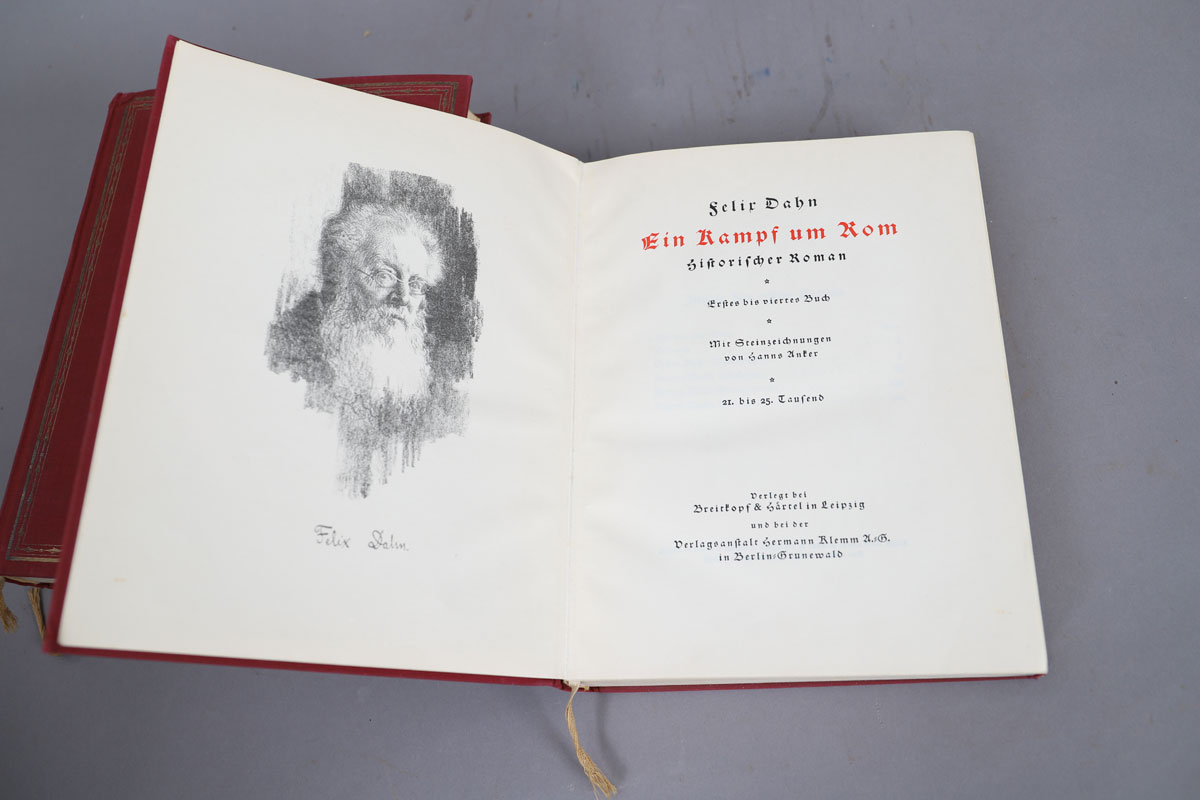 Felix Dahn.
Felix Dahn
Ein Kampf um Rom
Historischer Roman
*
Erstes bis viertes Buch
*
Mit Steinzeichnungen
von Hanns Anker
*
21. bis 25. Tausend
Verlegt bei
Breitkopf & Härtel in Leipzig
und bei der
Verlagsanstalt Hermann Klemm A.=G.
in Berlin=Grunewald